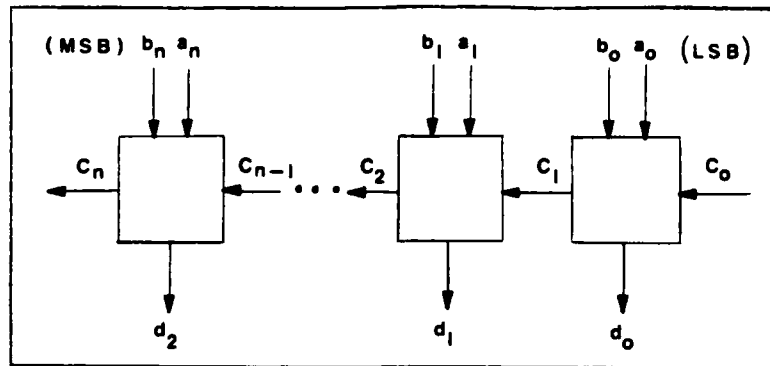 (MSB) bₙ aₙ b₁ a₁ b₀ a₀ (LSB)
Cₙ Cₙ₋₁ ••• C₂ C₁ C₀
d₂ d₁ d₀